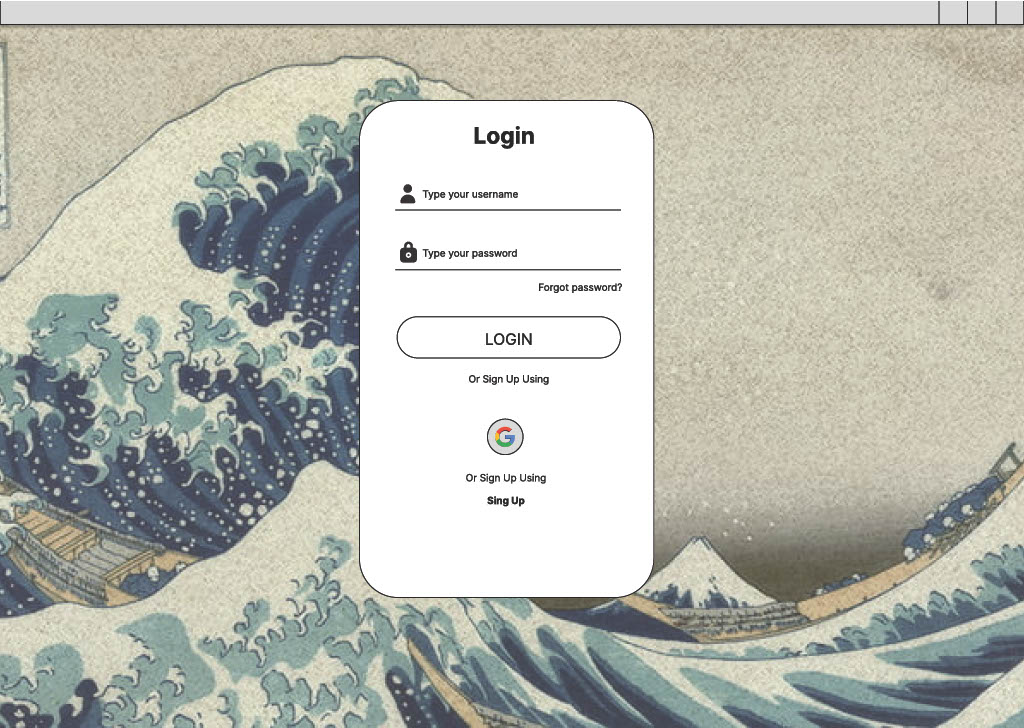 Login
Type your username
Type your password
Forgot password?
LOGIN
Or Sign Up Using
Or Sign Up Using
Sing Up